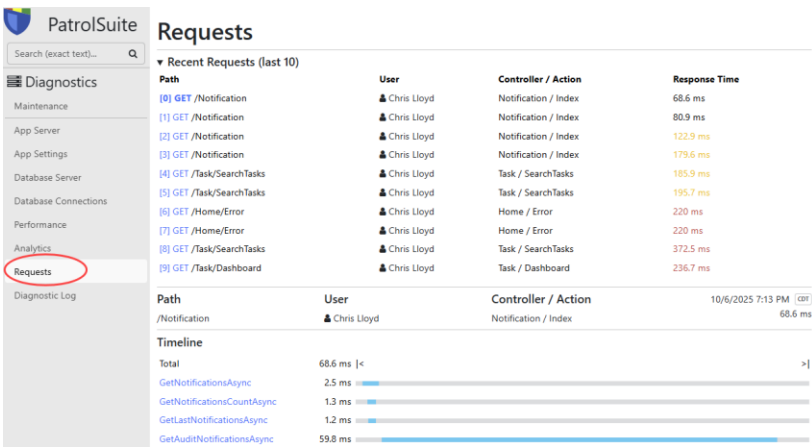 PatrolSuite
Search (exact text)...
Diagnostics
Maintenance
App Server
App Settings
Database Server
Database Connections
Performance
Analytics
Requests
Diagnostic Log
Requests
▾ Recent Requests (last 10)
Path User Controller / Action Response Time
[0] GET /Notification Chris Lloyd Notification / Index 68.6 ms
[1] GET /Notification Chris Lloyd Notification / Index 80.9 ms
[2] GET /Notification Chris Lloyd Notification / Index 122.9 ms
[3] GET /Notification Chris Lloyd Notification / Index 179.6 ms
[4] GET /Task/SearchTasks Chris Lloyd Task / SearchTasks 185.9 ms
[5] GET /Task/SearchTasks Chris Lloyd Task / SearchTasks 195.7 ms
[6] GET /Home/Error Chris Lloyd Home / Error 220 ms
[7] GET /Home/Error Chris Lloyd Home / Error 220 ms
[8] GET /Task/SearchTasks Chris Lloyd Task / SearchTasks 372.5 ms
[9] GET /Task/Dashboard Chris Lloyd Task / Dashboard 236.7 ms
Path User Controller / Action 10/6/2025 7:13 PM CDT
/Notification Chris Lloyd Notification / Index 68.6 ms
Timeline
Total 68.6 ms |< >|
GetNotificationsAsync 2.5 ms
GetNotificationsCountAsync 1.3 ms
GetLastNotificationsAsync 1.2 ms
GetAuditNotificationsAsync 59.8 ms